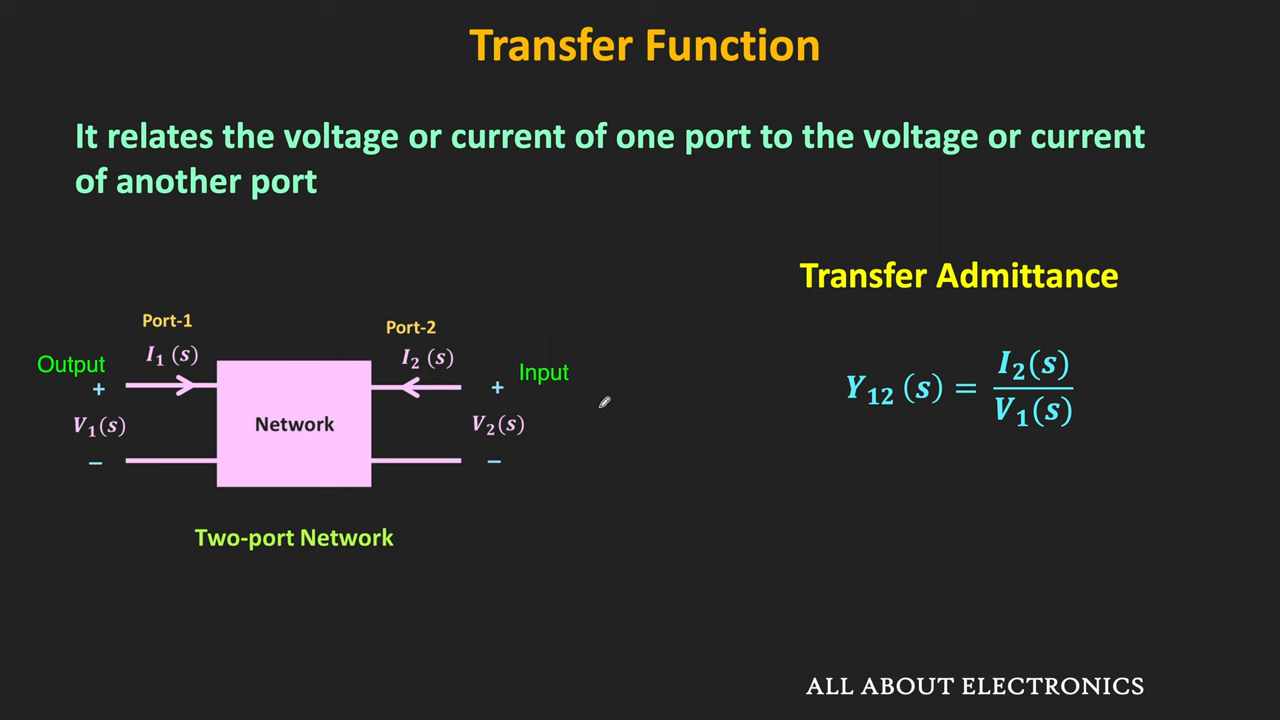 Transfer Function
It relates the voltage or current of one port to the voltage or current
of another port
Transfer Admittance
Port-1
Port-2
Output
I₁ (s)
I₂ (s)
Input
+
+
V₁(s)
Network
V₂(s)
–
–
Y₁₂ (s) = I₂(s) / V₁(s)
Two-port Network
ALL ABOUT ELECTRONICS